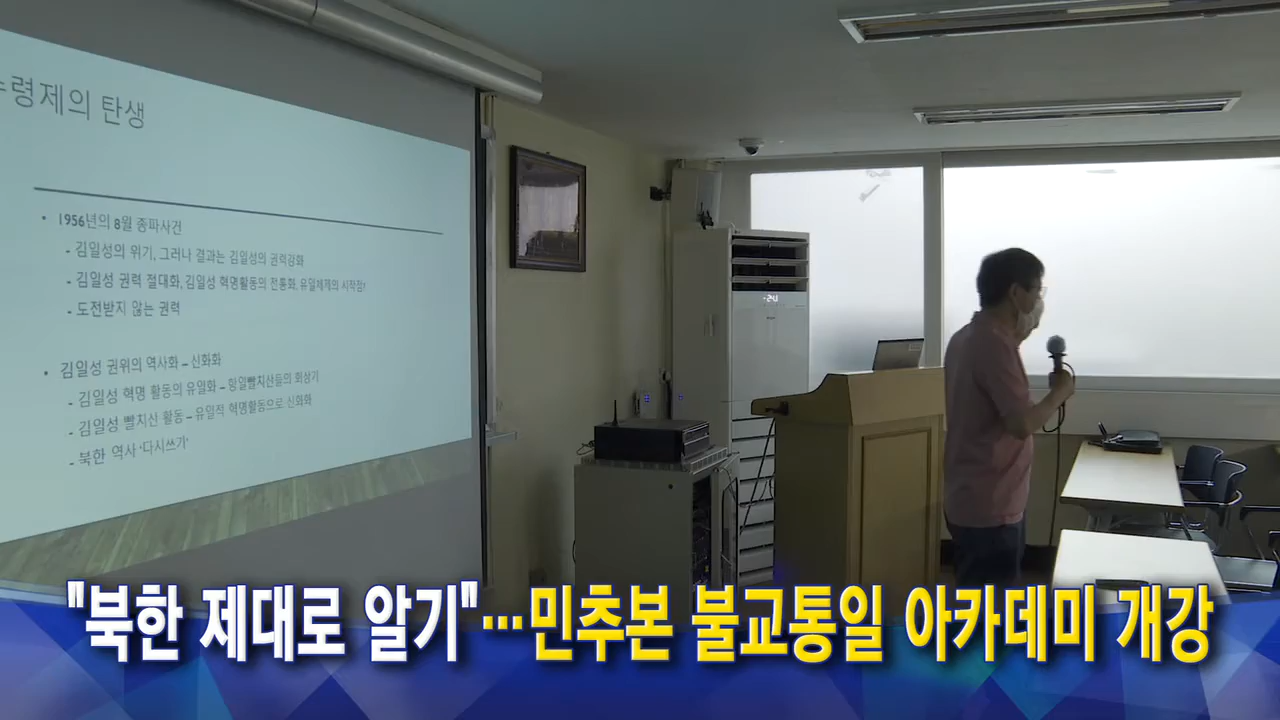 수령제의 탄생
• 1956년의 8월 종파사건
- 김일성의 위기, 그러나 결과는 김일성의 권력강화
- 김일성 권력 절대화, 김일성 혁명활동의 전통화, 유일체제의 시작점?
- 도전받지 않는 권력
• 김일성 권위의 역사화 – 신화화
- 김일성 혁명 활동의 유일화 – 항일빨치산들의 회상기
- 김일성 빨치산 활동 – 유일적 혁명활동으로 신화화
- 북한 역사 '다시쓰기'
"북한 제대로 알기"…민추본 불교통일 아카데미 개강